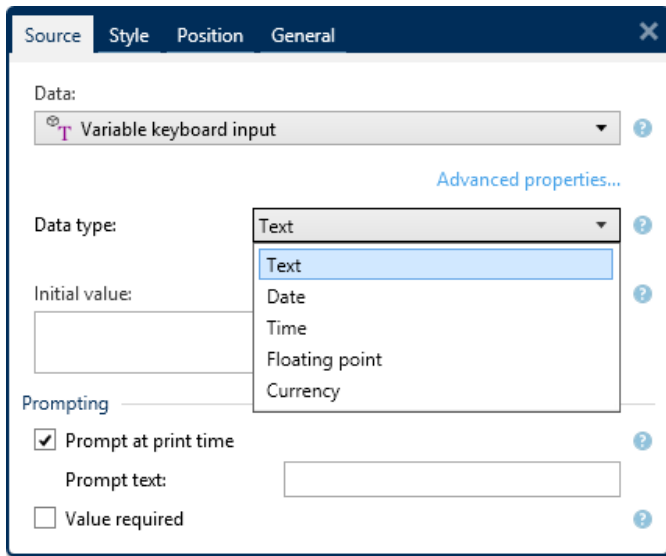 Source Style Position General
Data:
T Variable keyboard input
Advanced properties...
Data type: Text
Text
Initial value:
Date
Time
Floating point
Currency
Prompting
Prompt at print time
Prompt text:
Value required